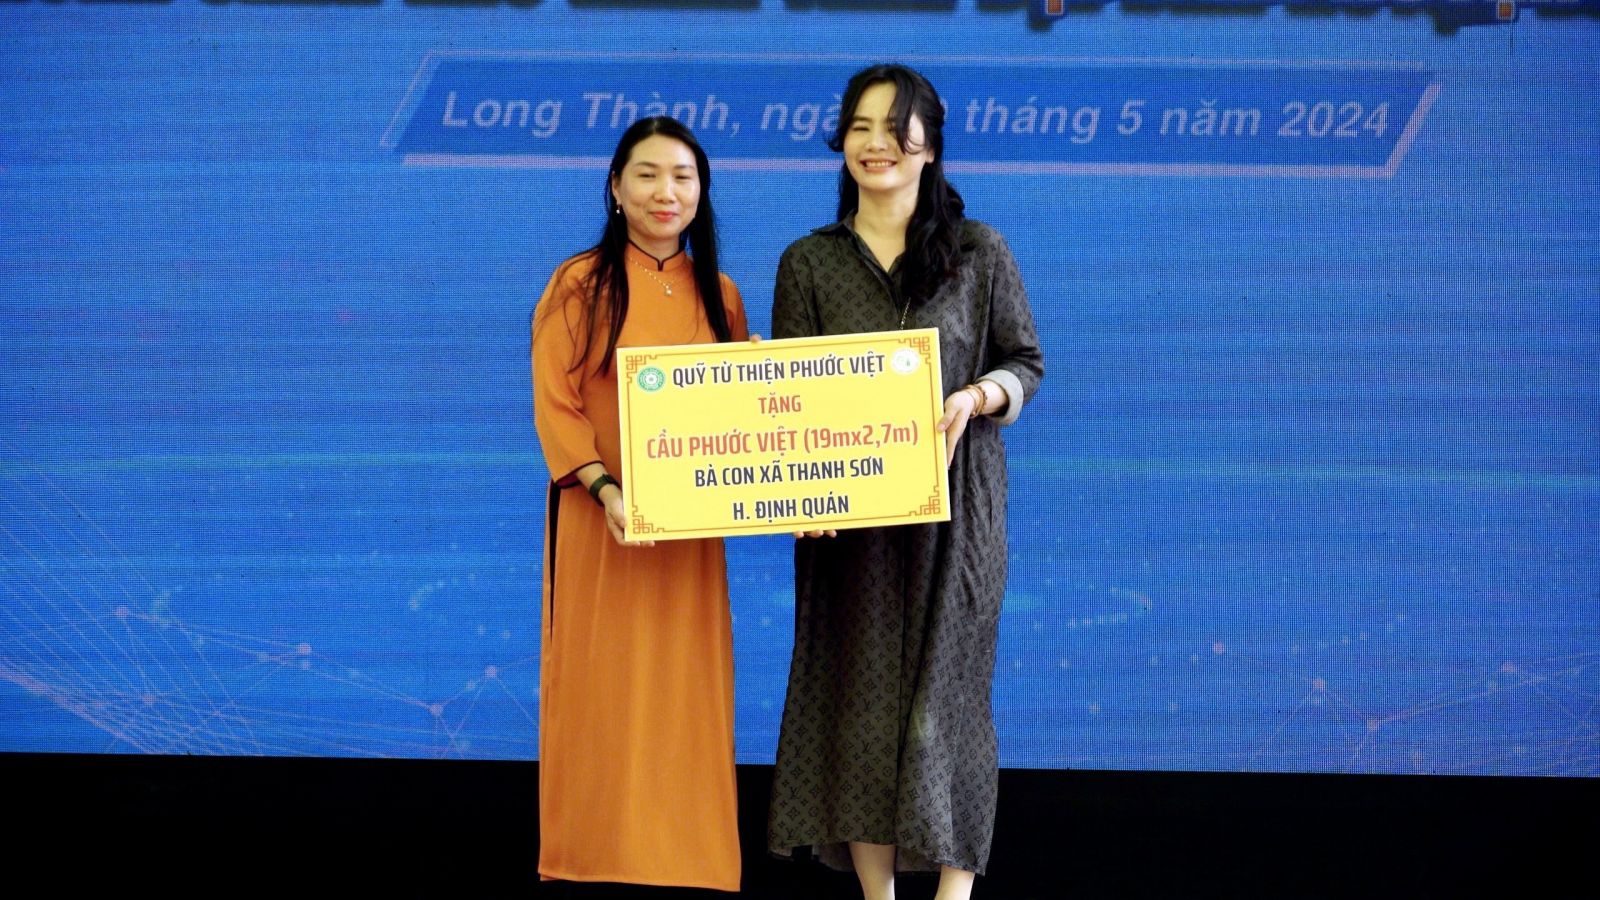 Long Thành, tháng 5 năm 2024
QUỸ TỪ THIỆN PHƯỚC VIỆT
TẶNG
CẦU PHƯỚC VIỆT (19mx2,7m)
BÀ CON XÃ THANH SƠN
H. ĐỊNH QUÁN